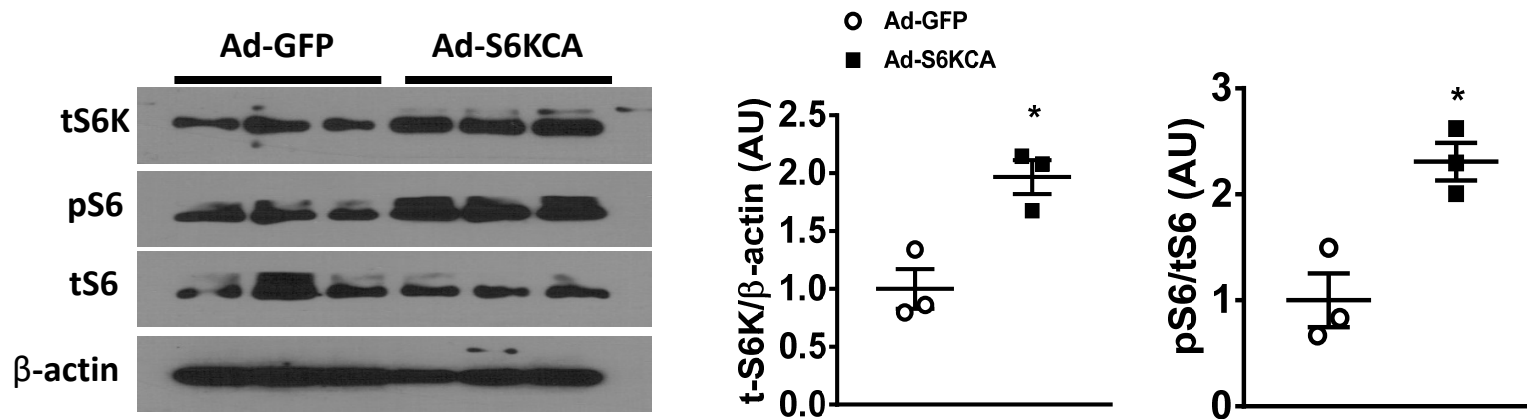 Ad-GFP Ad-S6KCA
tS6K
pS6
tS6
β-actin
Ad-GFP
Ad-S6KCA
t-S6K/β-actin (AU)
2.5
2.0
1.5
1.0
0.5
0.0
*
pS6/tS6 (AU)
3
2
1
0
*